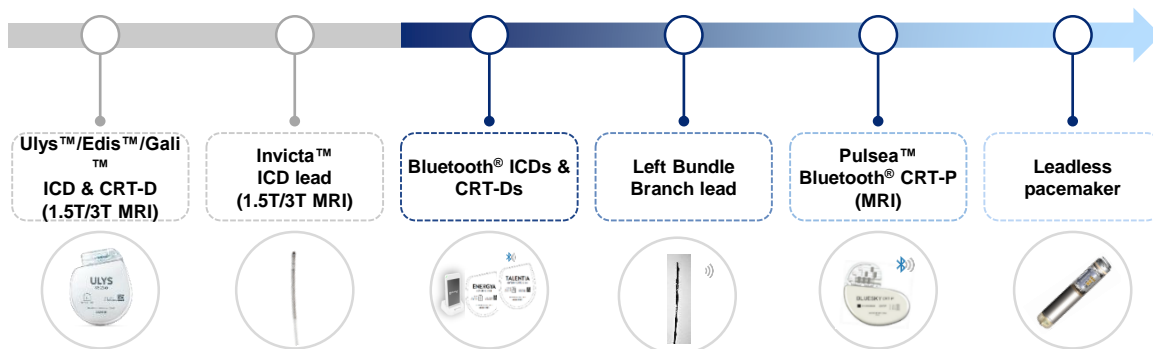 Ulys™/Edis™/Gali
™
ICD & CRT-D
(1.5T/3T MRI)
Invicta™
ICD lead
(1.5T/3T MRI)
Bluetooth® ICDs &
CRT-Ds
Left Bundle
Branch lead
Pulsea™
Bluetooth® CRT-P
(MRI)
Leadless
pacemaker
ULYS
ENERGYA
TALENTIA